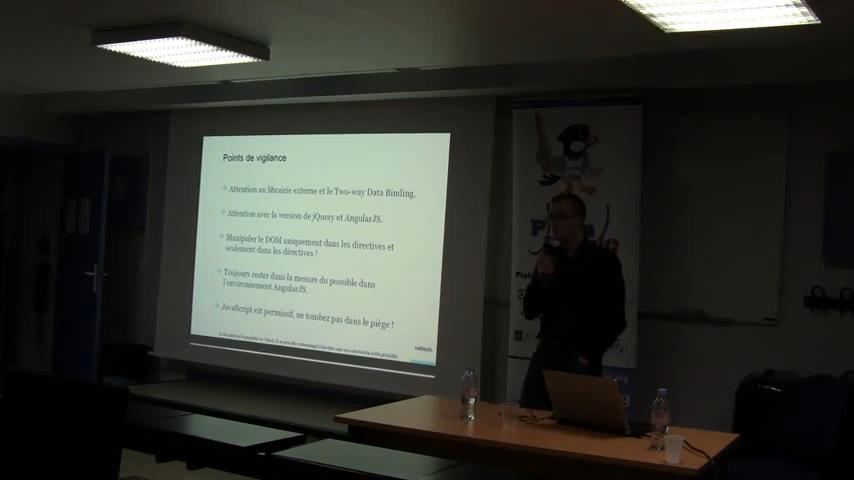 Points de vigilance
Attention au librairie externe et le Two-way Data Binding.
Attention avec la version de jQuery et AngularJS.
Manipuler le DOM uniquement dans les directives et
seulement dans les directives !
Toujours rester dans la mesure du possible dans
l'environnement AngularJS.
JavaScript est permissif, ne tombez pas dans le piège !
valtech.